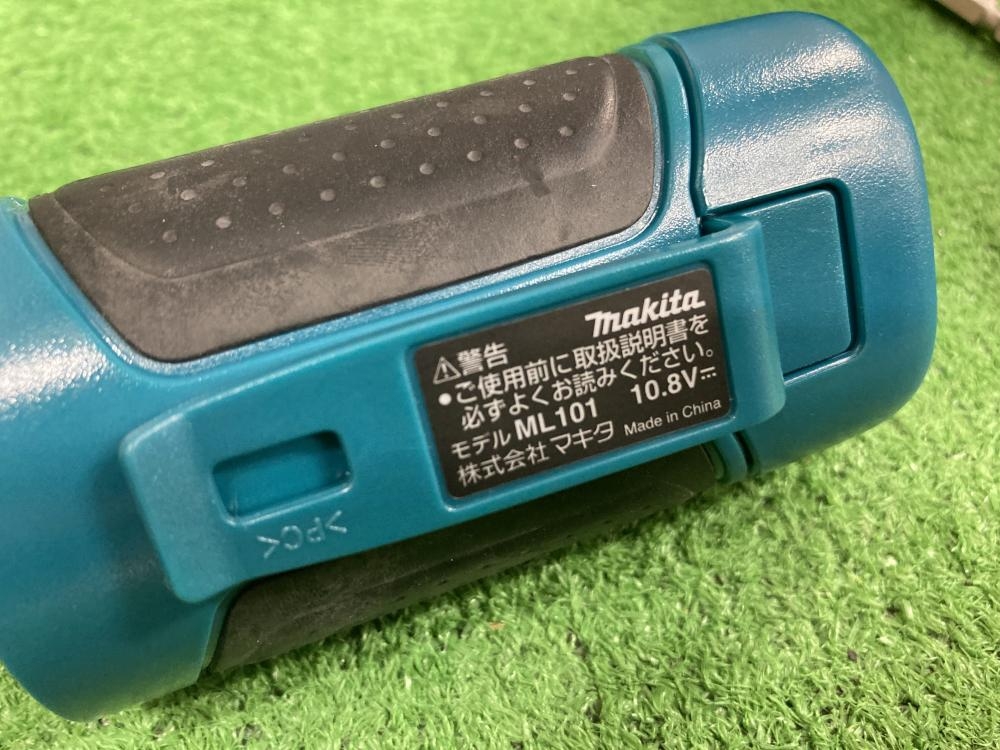 makita
⚠警告
●ご使用前に取扱説明書を
必ずよくお読みください。
モデル ML101 10.8V⎓
株式会社 マキタ Made in China
>PC<